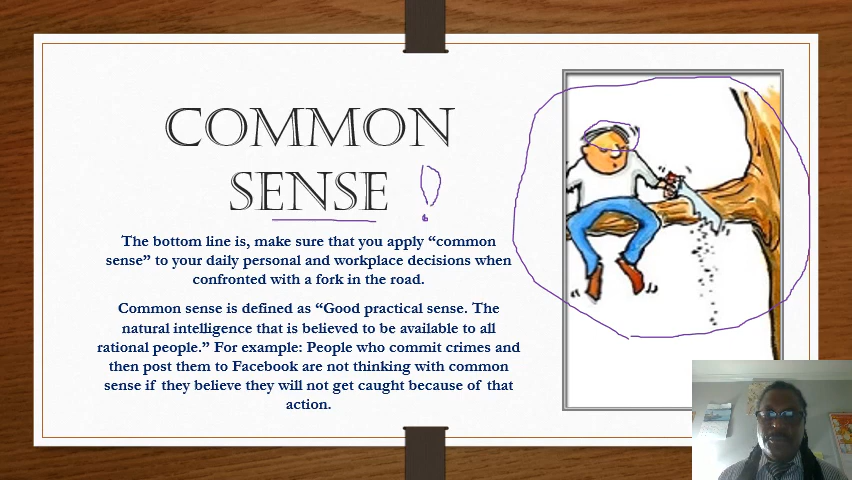 COMMON
SENSE !
The bottom line is, make sure that you apply “common
sense” to your daily personal and workplace decisions when
confronted with a fork in the road.
Common sense is defined as “Good practical sense. The
natural intelligence that is believed to be available to all
rational people.” For example: People who commit crimes and
then post them to Facebook are not thinking with common
sense if they believe they will not get caught because of that
action.